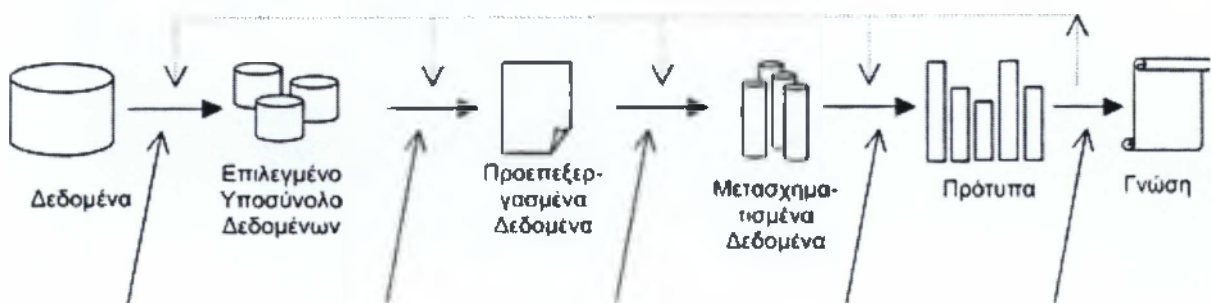 Δεδομένα
Επιλεγμένο
Υποσύνολο
Δεδομένων
Προεπεξερ-
γασμένα
Δεδομένα
Μετασχημα-
τισμένα
Δεδομένα
Πρότυπα
Γνώση